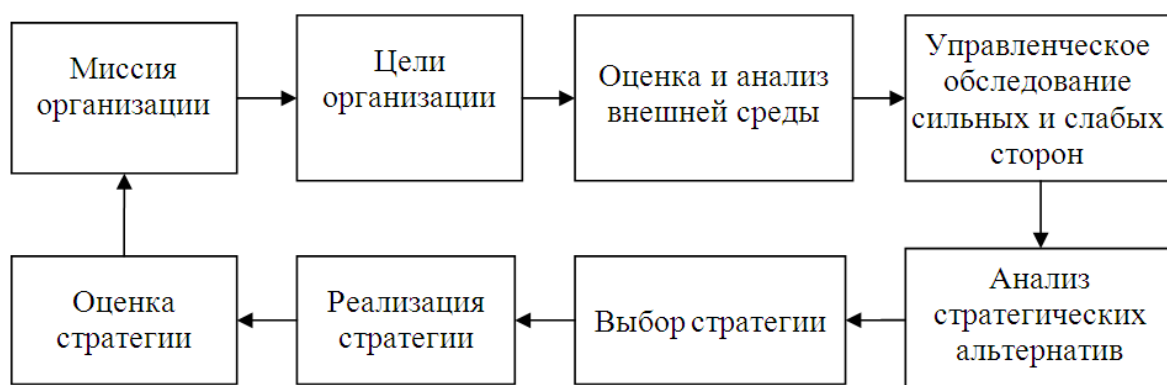 Миссия
организации
Цели
организации
Оценка и анализ
внешней среды
Управленческое
обследование
сильных и слабых
сторон
Оценка
стратегии
Реализация
стратегии
Выбор стратегии
Анализ
стратегических
альтернатив